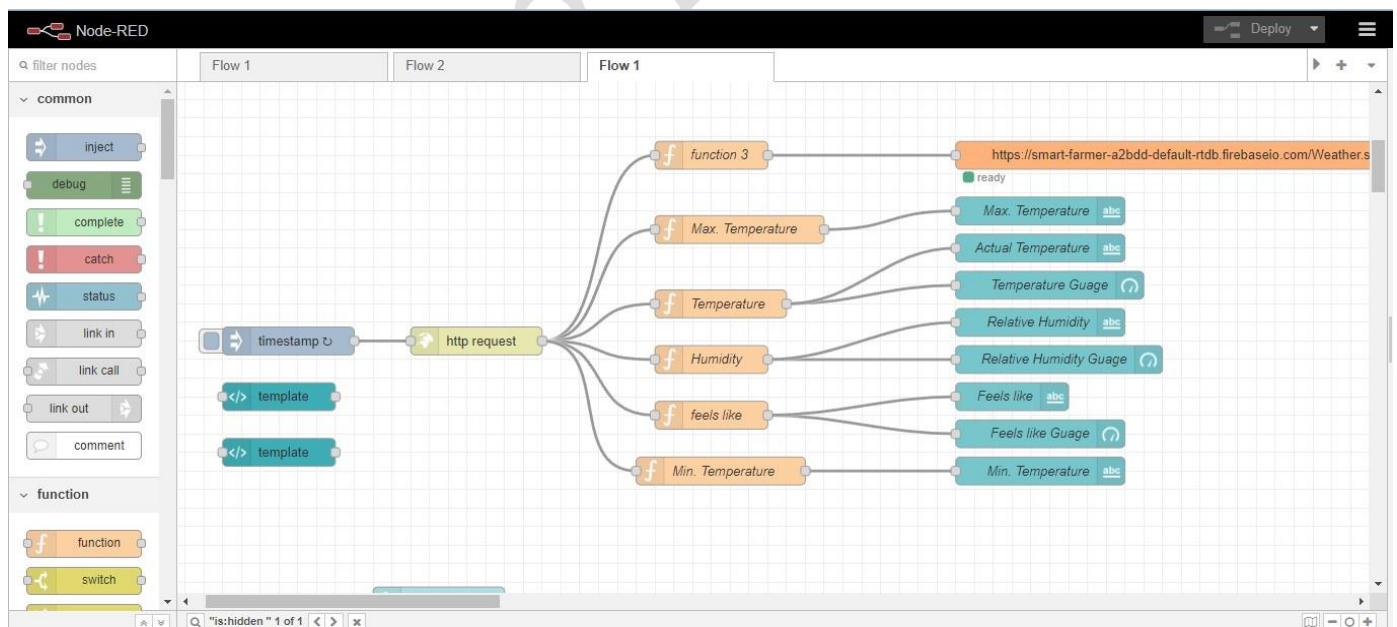 Node-RED
Deploy
filter nodes
Flow 1
Flow 2
Flow 1
common
inject
debug
complete
catch
status
link in
link call
link out
comment
function
function
switch
timestamp ↻
http request
</> template
</> template
function 3
Max. Temperature
Temperature
Humidity
feels like
Min. Temperature
https://smart-farmer-a2bdd-default-rtdb.firebaseio.com/Weather.s
ready
Max. Temperature abc
Actual Temperature abc
Temperature Guage
Relative Humidity abc
Relative Humidity Guage
Feels like abc
Feels like Guage
Min. Temperature abc
"is:hidden " 1 of 1